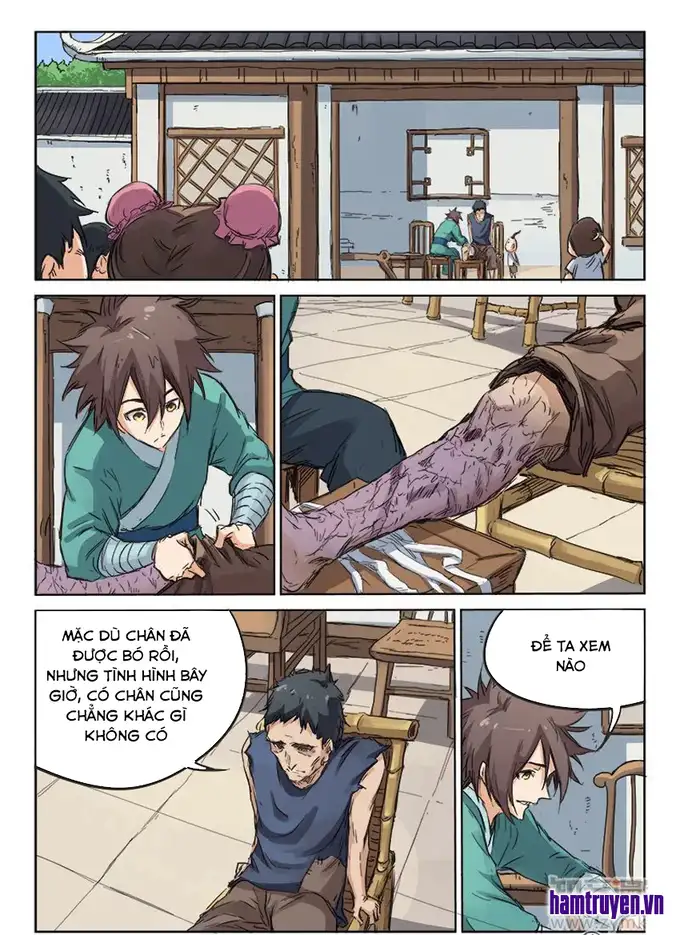 MẶC DÙ CHÂN ĐÃ
ĐƯỢC BÓ RỒI,
NHƯNG TÌNH HÌNH BÂY
GIỜ, CÓ CHÂN CŨNG
CHẲNG KHÁC GÌ
KHÔNG CÓ
ĐỂ TA XEM
NÀO
hamtruyen.vn